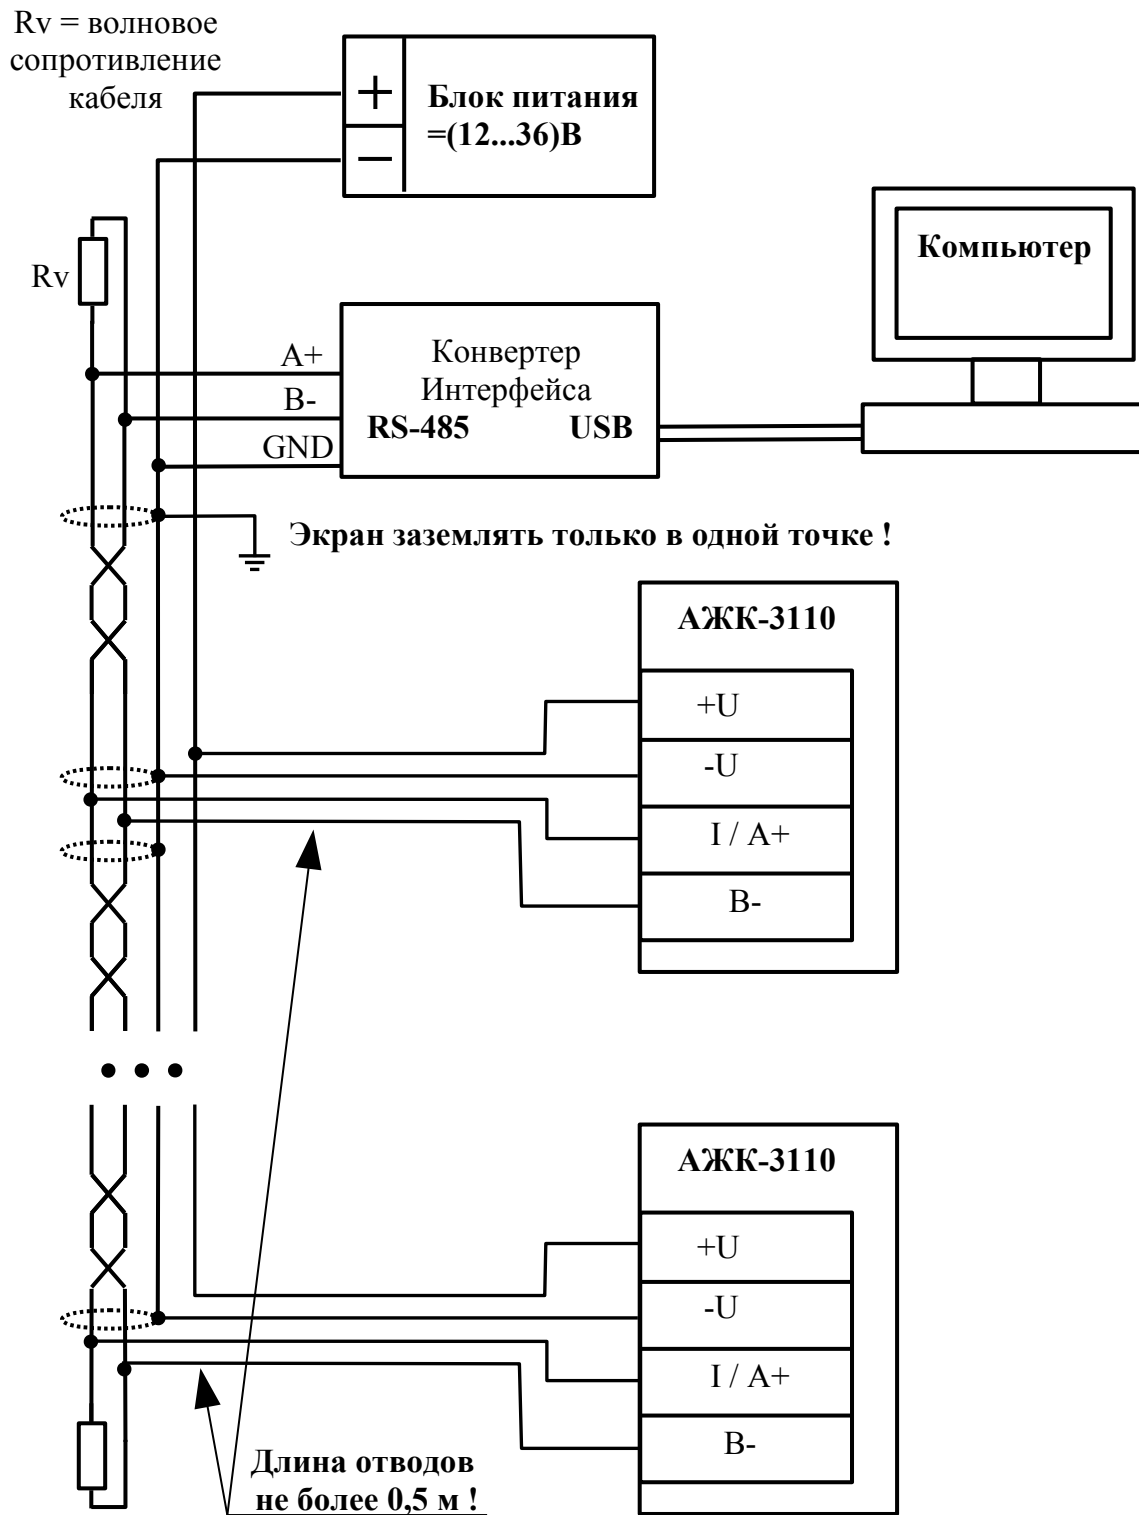 Rv = волновое
сопротивление
кабеля
+
−
Блок питания
=(12...36)В
Компьютер
Rv
A+
B-
GND
Конвертер
Интерфейса
RS-485 USB
Экран заземлять только в одной точке !
АЖК-3110
+U
-U
I / A+
B-
АЖК-3110
+U
-U
I / A+
B-
Длина отводов
не более 0,5 м !